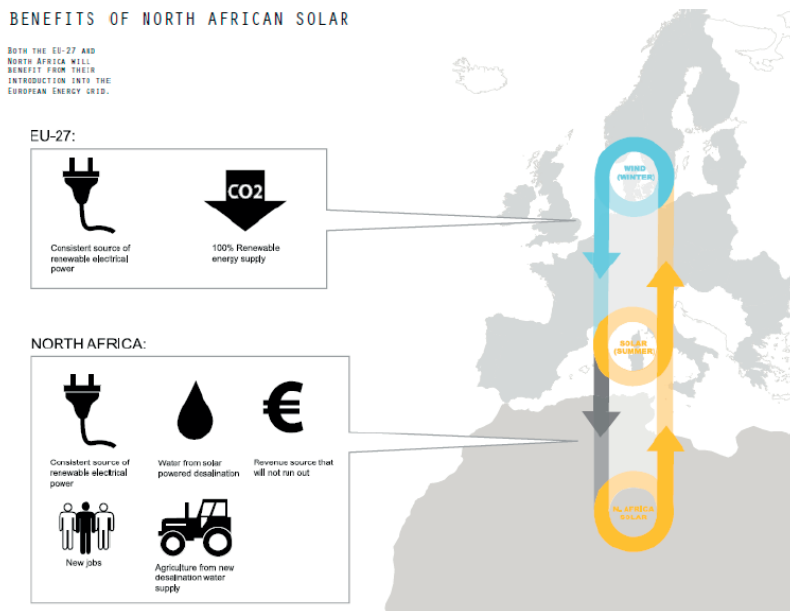 BENEFITS OF NORTH AFRICAN SOLAR
BOTH THE EU-27 AND
NORTH AFRICA WILL
BENEFIT FROM THEIR
INTRODUCTION INTO THE
EUROPEAN ENERGY GRID.
EU-27:
CO2
Consistent source of
renewable electrical
power
100% Renewable
energy supply
NORTH AFRICA:
Consistent source of
renewable electrical
power
Water from solar
powered desalination
€
Revenue source that
will not run out
New jobs
Agriculture from new
desalination water
supply
WIND
(WINTER)
SOLAR
(SUMMER)
N. AFRICA
SOLAR